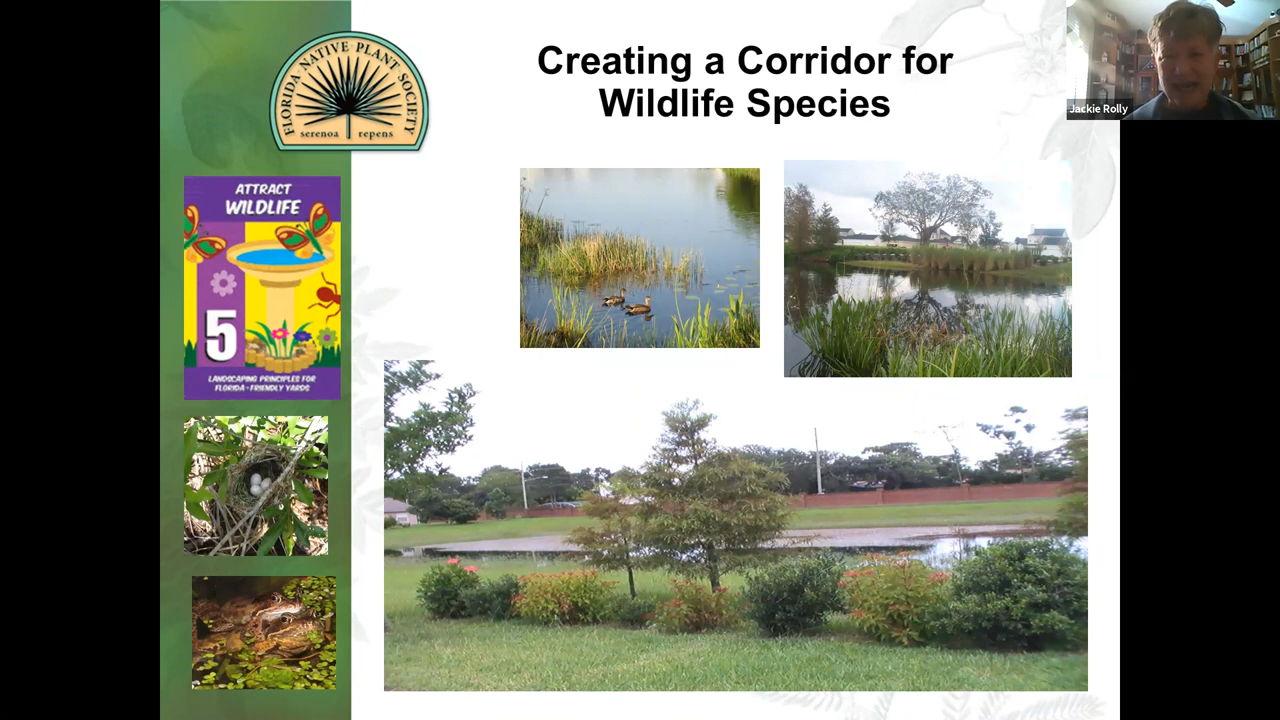 FLORIDA NATIVE PLANT SOCIETY
serenoa repens
Creating a Corridor for
Wildlife Species
Jackie Rolly
ATTRACT
WILDLIFE
5
LANDSCAPING PRINCIPLES FOR
FLORIDA-FRIENDLY YARDS